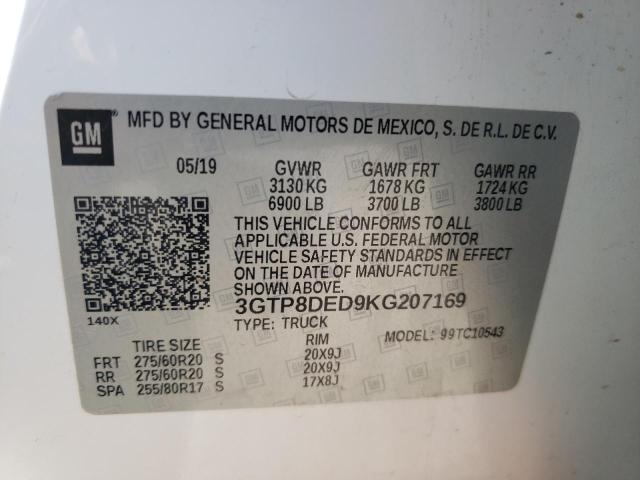 GM
MFD BY GENERAL MOTORS DE MEXICO, S. DE R.L. DE C.V.
05/19 GVWR GAWR FRT GAWR RR
3130 KG 1678 KG 1724 KG
6900 LB 3700 LB 3800 LB
THIS VEHICLE CONFORMS TO ALL
APPLICABLE U.S. FEDERAL MOTOR
VEHICLE SAFETY STANDARDS IN EFFECT
ON THE DATE OF MANUFACTURE
SHOWN ABOVE.
3GTP8DED9KG207169
140X TYPE: TRUCK MODEL: 99TC10543
TIRE SIZE RIM
FRT 275/60R20 S 20X9J
RR 275/60R20 S 20X9J
SPA 255/80R17 S 17X8J